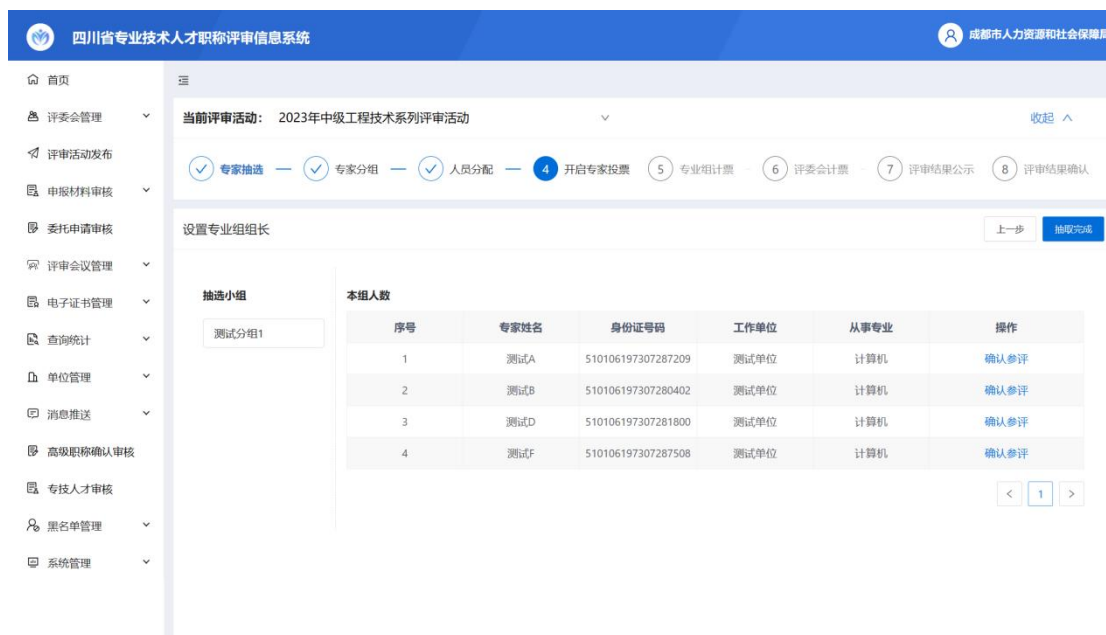 四川省专业技术人才职称评审信息系统
成都市人力资源和社会保障局
首页
评委会管理
评审活动发布
申报材料审核
委托申请审核
评审会议管理
电子证书管理
查询统计
单位管理
消息推送
高级职称确认审核
专技人才审核
黑名单管理
系统管理
当前评审活动： 2023年中级工程技术系列评审活动 收起
专家抽选 专家分组 人员分配 4 开启专家投票 5 专业组计票 6 评委会计票 7 评审结果公示 8 评审结果确认
设置专业组组长 上一步 抽取完成
抽选小组
测试分组1
本组人数
序号 专家姓名 身份证号码 工作单位 从事专业 操作
1 测试A 510106197307287209 测试单位 计算机 确认参评
2 测试B 510106197307280402 测试单位 计算机 确认参评
3 测试D 510106197307281800 测试单位 计算机 确认参评
4 测试F 510106197307287508 测试单位 计算机 确认参评
< 1 >